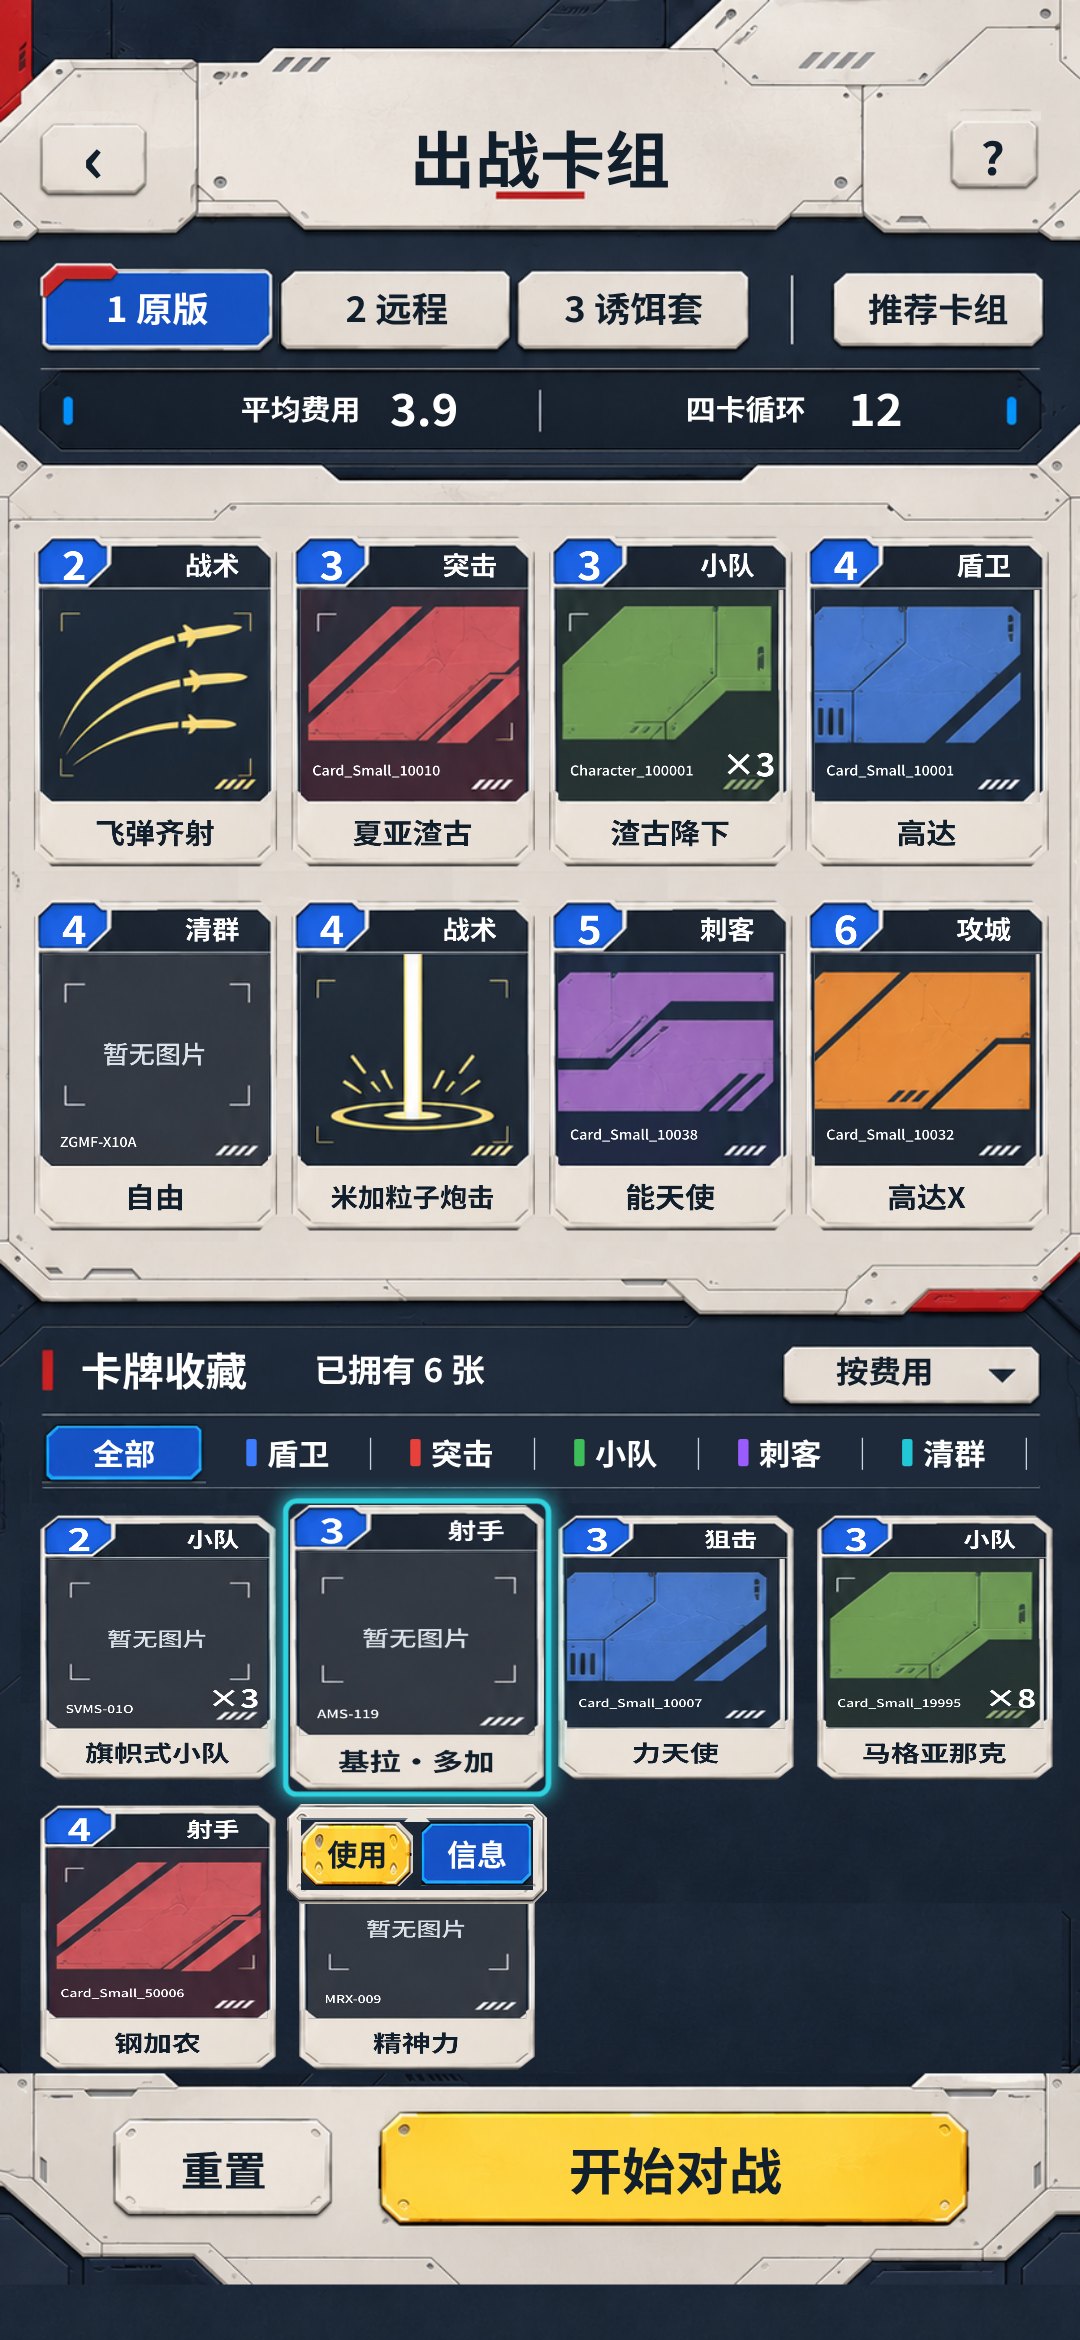 ‹
出战卡组
?
1 原版
2 远程
3 诱饵套
推荐卡组
平均费用 3.9
四卡循环 12
2 战术
飞弹齐射
3 突击
Card_Small_10010
夏亚渣古
3 小队
Character_100001 ×3
渣古降下
4 盾卫
Card_Small_10001
高达
4 清群
暂无图片
ZGMF-X10A
自由
4 战术
米加粒子炮击
5 刺客
Card_Small_10038
能天使
6 攻城
Card_Small_10032
高达X
卡牌收藏
已拥有 6 张
按费用
全部
盾卫
突击
小队
刺客
清群
2 小队
暂无图片
SVMS-01O ×3
旗帜式小队
3 射手
暂无图片
AMS-119
基拉·多加
3 狙击
Card_Small_10007
力天使
3 小队
Card_Small_19995 ×8
马格亚那克
4 射手
Card_Small_50006
钢加农
使用
信息
暂无图片
MRX-009
精神力
重置
开始对战